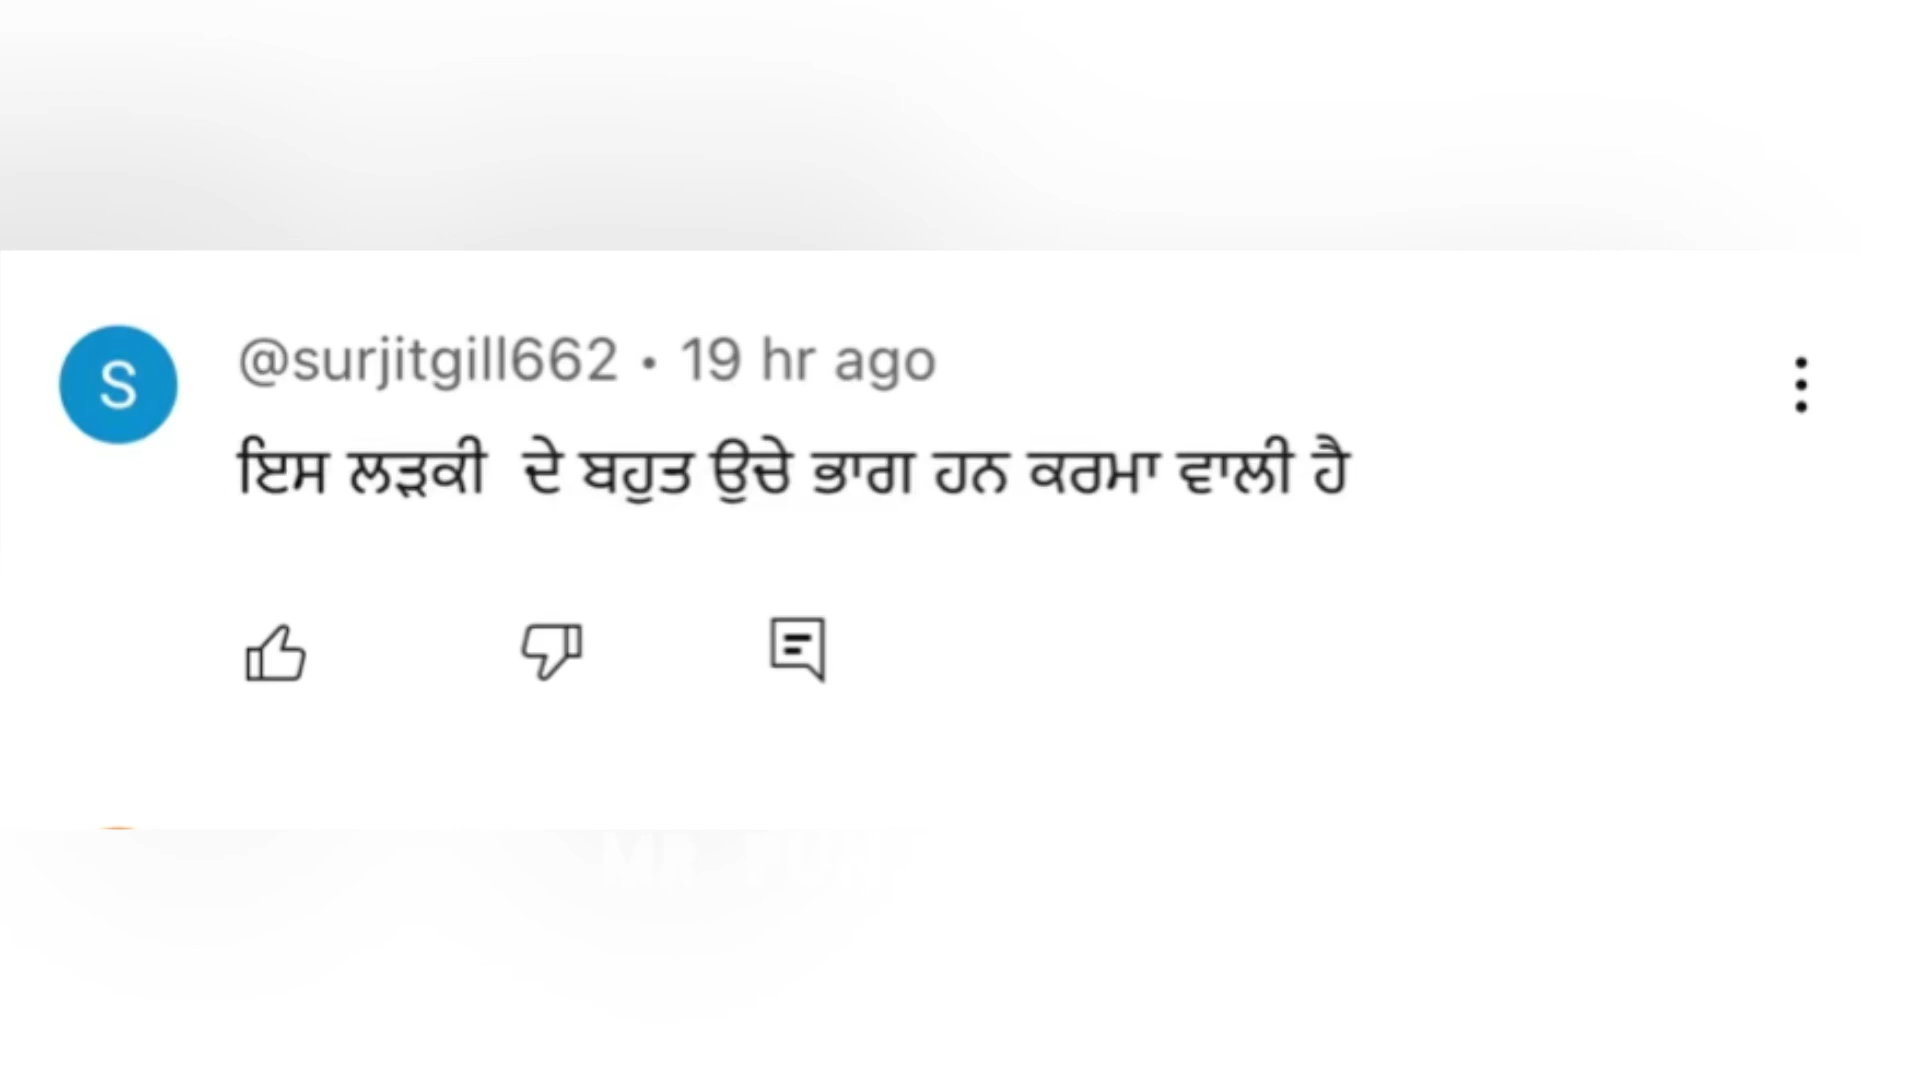 S
@surjitgill662 • 19 hr ago
ਇਸ ਲੜਕੀ ਦੇ ਬਹੁਤ ਉਚੇ ਭਾਗ ਹਨ ਕਰਮਾ ਵਾਲੀ ਹੈ